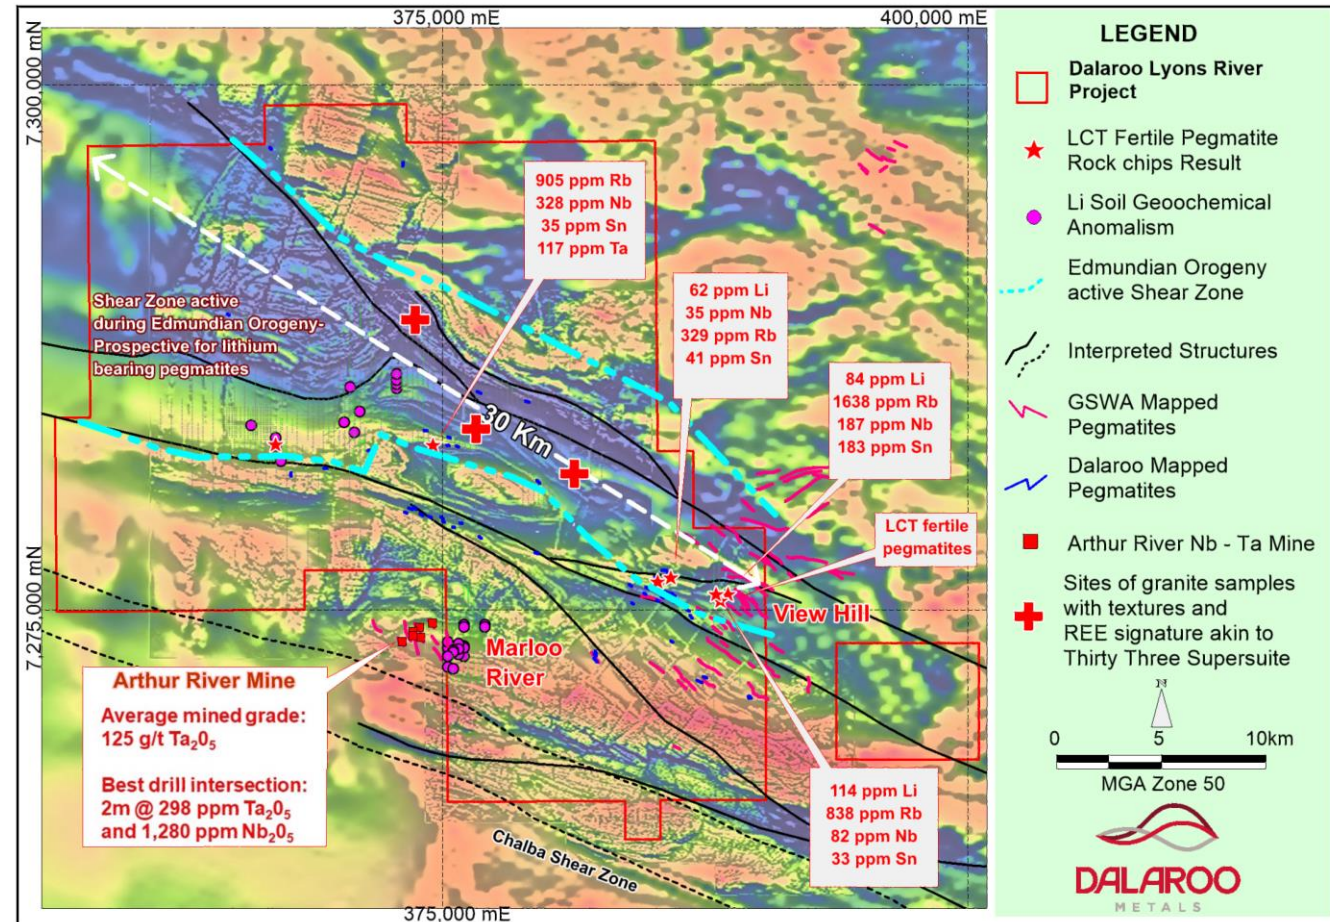 375,000 mE
400,000 mE
7,300,000 mN
7,275,000 mN
905 ppm Rb
328 ppm Nb
35 ppm Sn
117 ppm Ta
62 ppm Li
35 ppm Nb
329 ppm Rb
41 ppm Sn
84 ppm Li
1638 ppm Rb
187 ppm Nb
183 ppm Sn
Shear Zone active
during Edmundian Orogeny-
Prospective for lithium
bearing pegmatites
30 Km
LCT fertile
pegmatites
View Hill
Marloo
River
Arthur River Mine
Average mined grade:
125 g/t Ta₂0₅
Best drill intersection:
2m @ 298 ppm Ta₂0₅
and 1,280 ppm Nb₂0₅
114 ppm Li
838 ppm Rb
82 ppm Nb
33 ppm Sn
Chalba Shear Zone
375,000 mE
LEGEND
Dalaroo Lyons River
Project
LCT Fertile Pegmatite
Rock chips Result
Li Soil Geoochemical
Anomalism
Edmundian Orogeny
active Shear Zone
Interpreted Structures
GSWA Mapped
Pegmatites
Dalaroo Mapped
Pegmatites
Arthur River Nb - Ta Mine
Sites of granite samples
with textures and
REE signature akin to
Thirty Three Supersuite
N
0 5 10km
MGA Zone 50
DALAROO
METALS